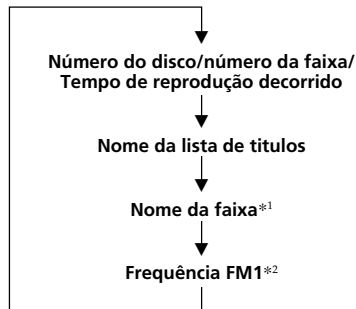 Número do disco/número da faixa/
Tempo de reprodução decorrido
Nome da lista de titulos
Nome da faixa*1
Frequência FM1*2